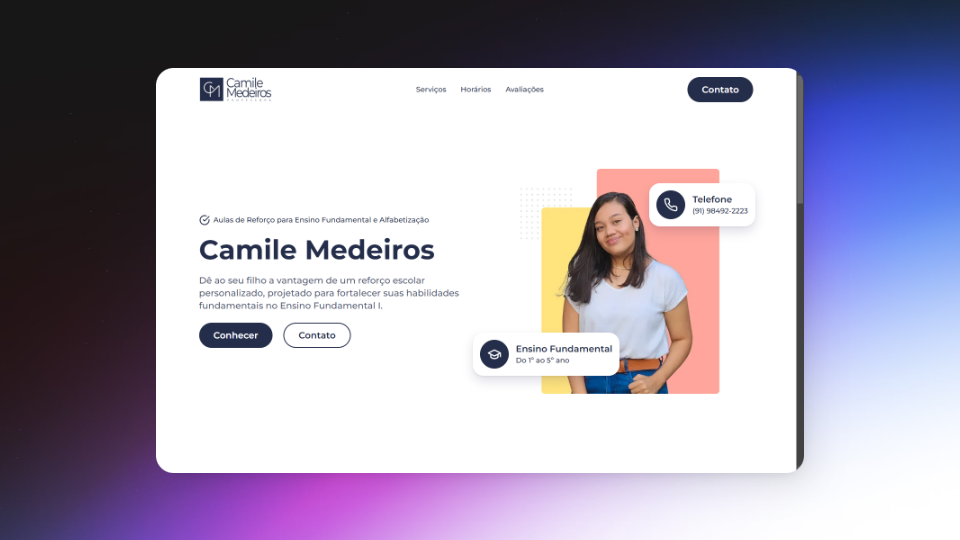 CM
Camile
Medeiros
PROFESSORA
Serviços
Horários
Avaliações
Contato
Aulas de Reforço para Ensino Fundamental e Alfabetização
Camile Medeiros
Dê ao seu filho a vantagem de um reforço escolar
personalizado, projetado para fortalecer suas habilidades
fundamentais no Ensino Fundamental I.
Conhecer
Contato
Telefone
(91) 98492-2223
Ensino Fundamental
Do 1º ao 5º ano